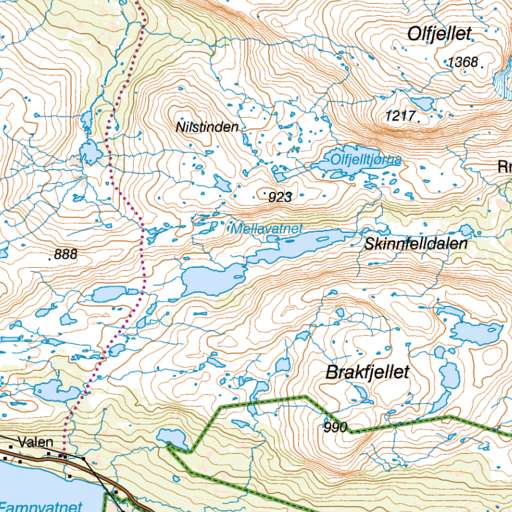 Olfjellet
1368
1217
Nilstinden
Olfjelltjørna
923
Mellavatnet
Skinnfelldalen
888
Brakfjellet
990
Valen
Famnvatnet